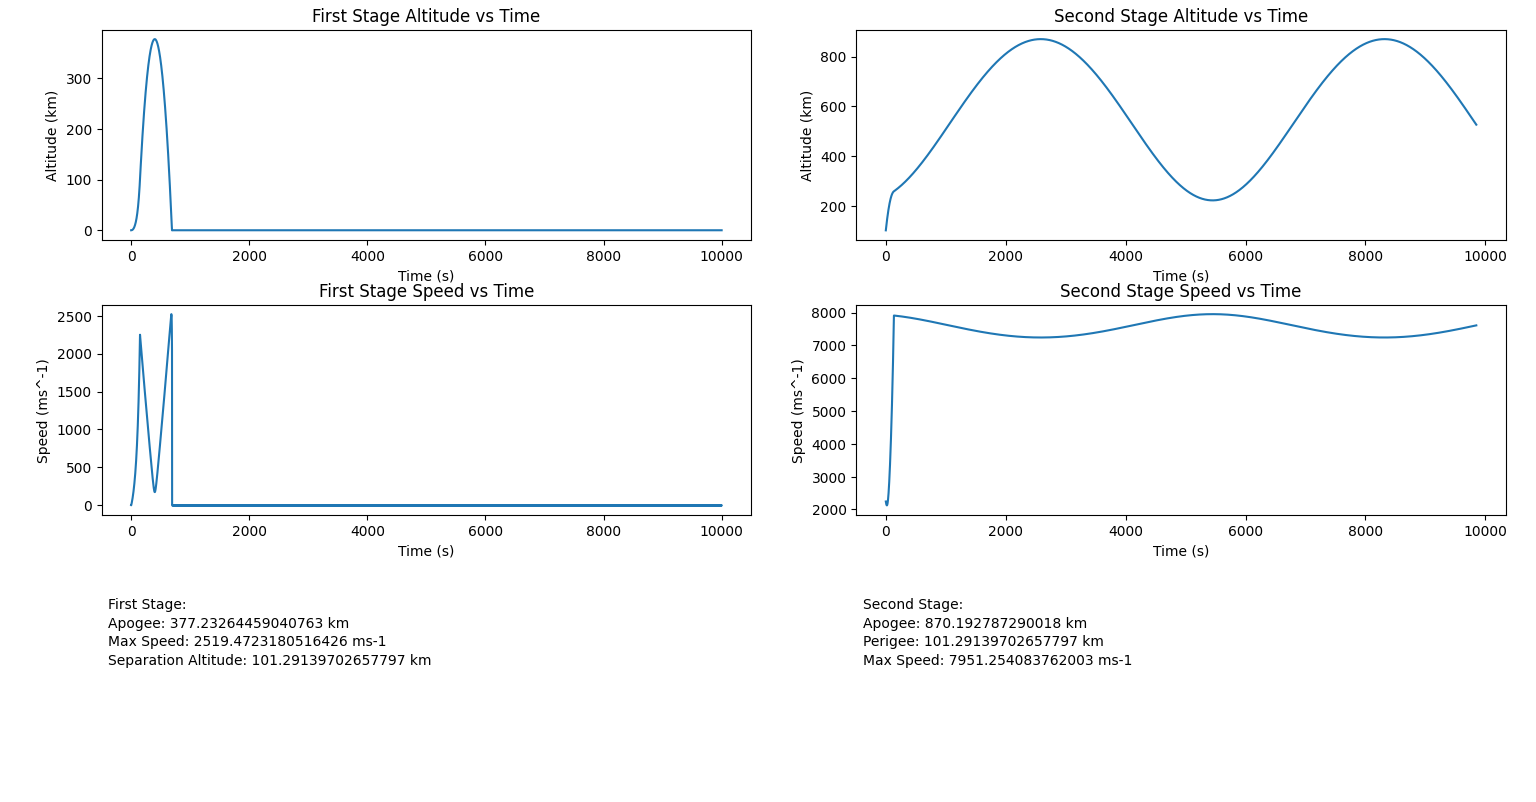 First Stage Altitude vs Time
Altitude (km)
300
200
100
0
0 2000 4000 6000 8000 10000
Time (s)
Second Stage Altitude vs Time
Altitude (km)
800
600
400
200
0 2000 4000 6000 8000 10000
Time (s)
First Stage Speed vs Time
Speed (ms^-1)
2500
2000
1500
1000
500
0
0 2000 4000 6000 8000 10000
Time (s)
Second Stage Speed vs Time
Speed (ms^-1)
8000
7000
6000
5000
4000
3000
2000
0 2000 4000 6000 8000 10000
Time (s)
First Stage:
Apogee: 377.23264459040763 km
Max Speed: 2519.4723180516426 ms-1
Separation Altitude: 101.29139702657797 km
Second Stage:
Apogee: 870.192787290018 km
Perigee: 101.29139702657797 km
Max Speed: 7951.254083762003 ms-1